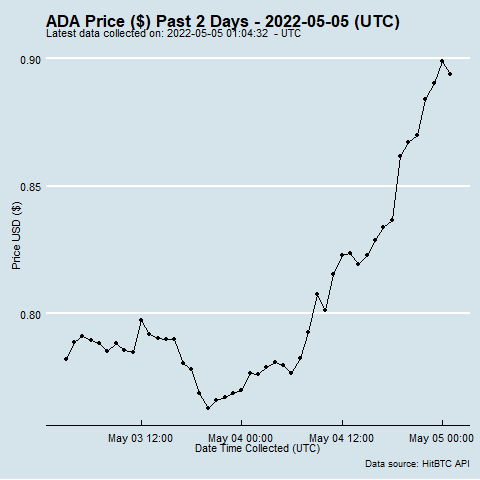 ADA Price ($) Past 2 Days - 2022-05-05 (UTC)
Latest data collected on: 2022-05-05 01:04:32 - UTC
0.90
0.85
0.80
Price USD ($)
May 03 12:00 May 04 00:00 May 04 12:00 May 05 00:00
Date Time Collected (UTC)
Data source: HitBTC API